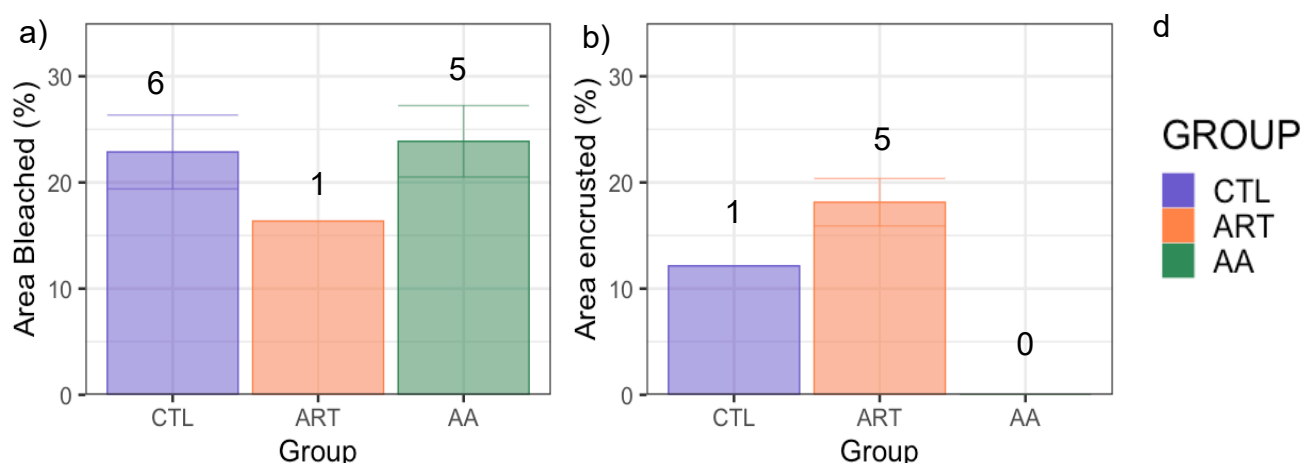 a)
Area Bleached (%)
30
20
10
0
6
1
5
CTL
ART
AA
Group
b)
Area encrusted (%)
30
20
10
0
1
5
0
CTL
ART
AA
Group
d
GROUP
CTL
ART
AA